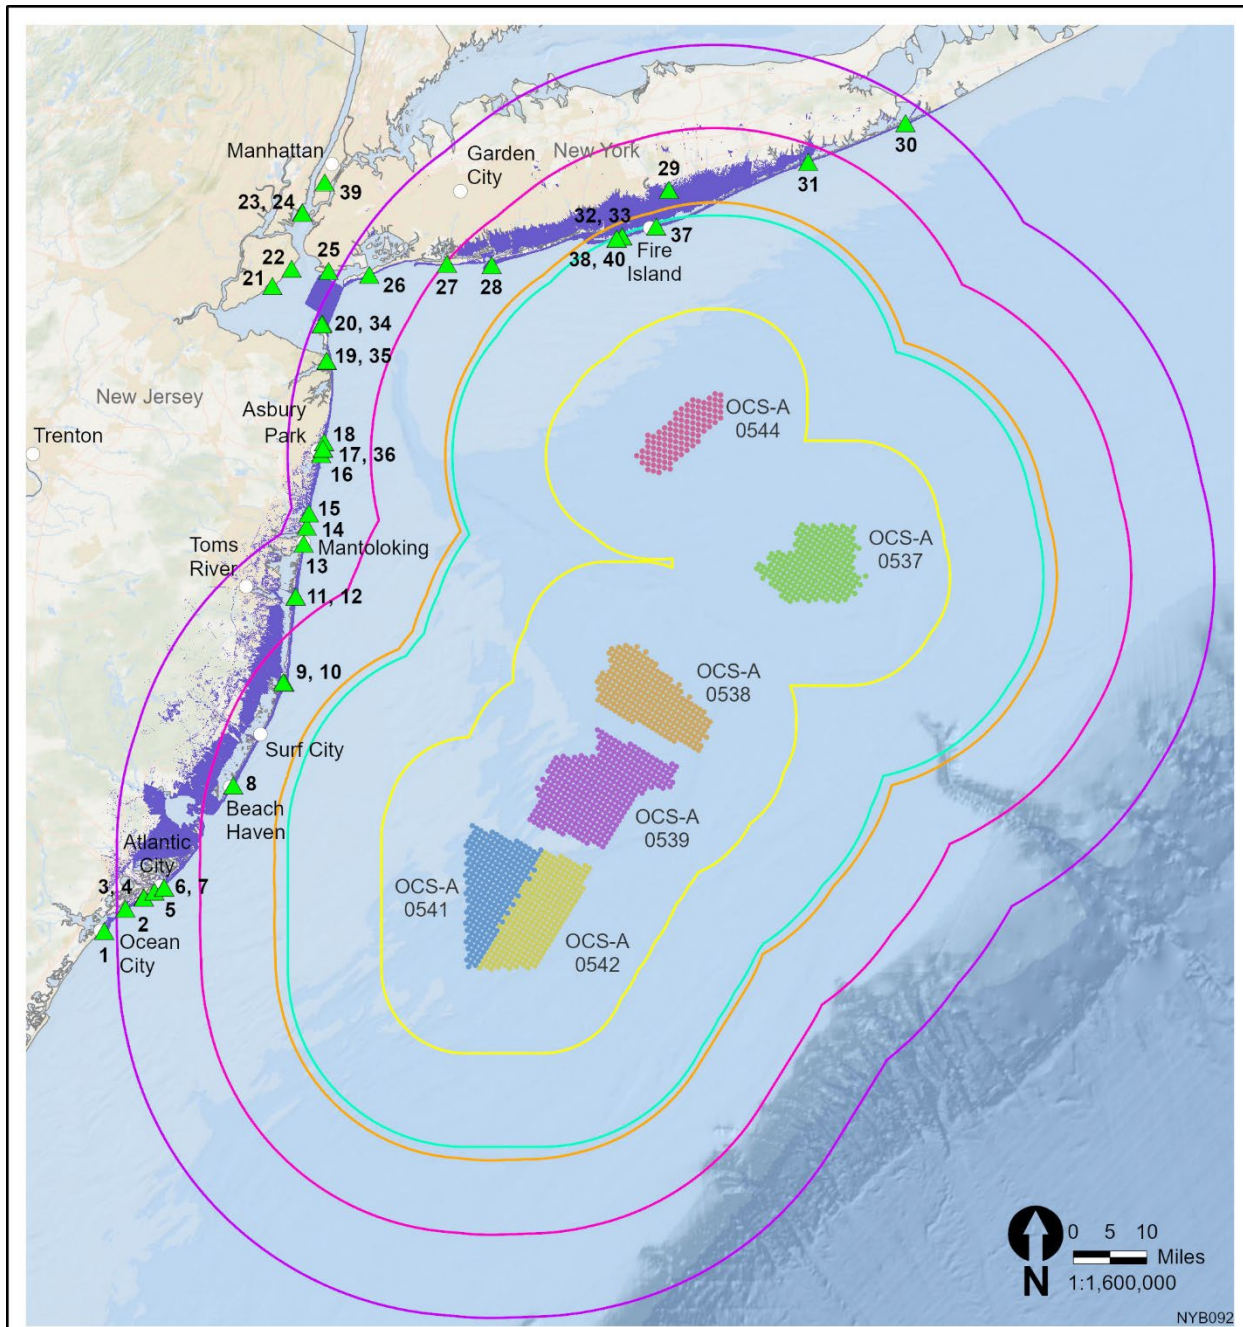 30
Manhattan
Garden
City
New York
29
31
39
23, 24
32, 33
37
Fire
Island
38, 40
22
25
21
26
27
28
20, 34
19, 35
New Jersey
Asbury
Park
Trenton
18
17, 36
16
OCS-A
0544
15
14
Mantoloking
13
Toms
River
OCS-A
0537
11, 12
9, 10
OCS-A
0538
Surf City
8
Beach
Haven
OCS-A
0539
Atlantic
City
3, 4
6, 7
5
2
1
Ocean
City
OCS-A
0541
OCS-A
0542
0 5 10
Miles
N
1:1,600,000
NYB092